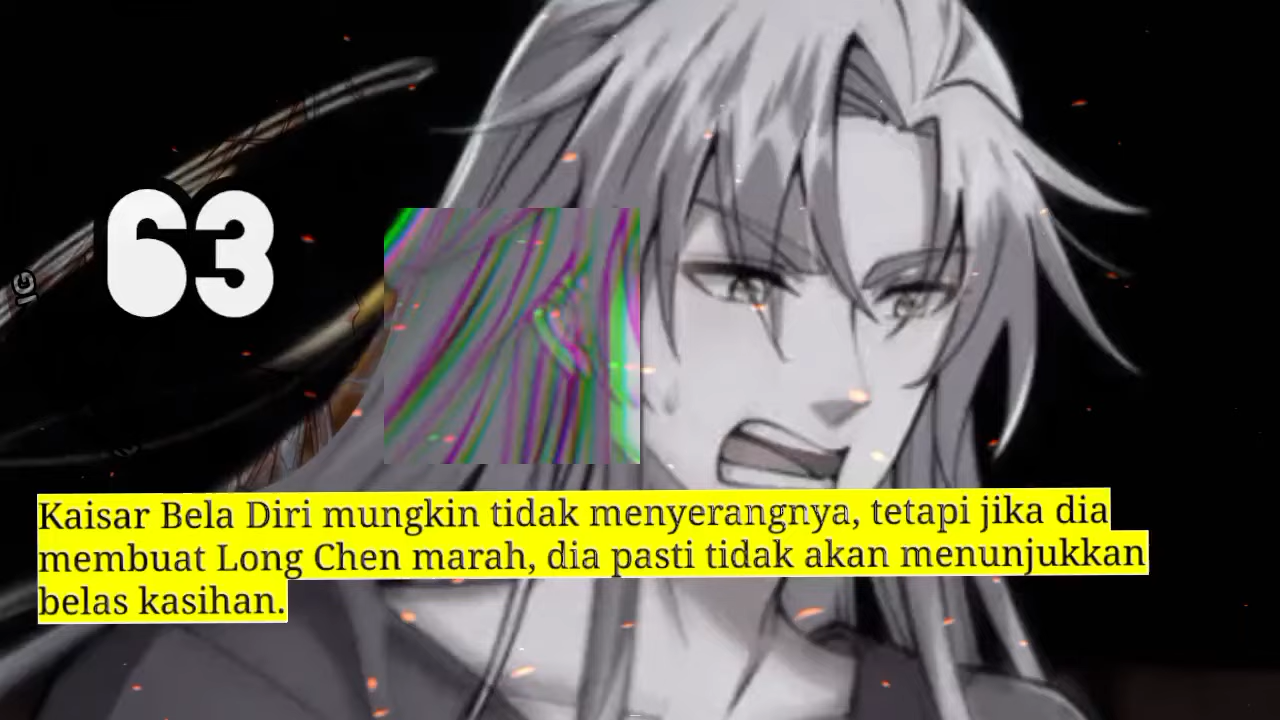 63
Kaisar Bela Diri mungkin tidak menyerangnya, tetapi jika dia
membuat Long Chen marah, dia pasti tidak akan menunjukkan
belas kasihan.